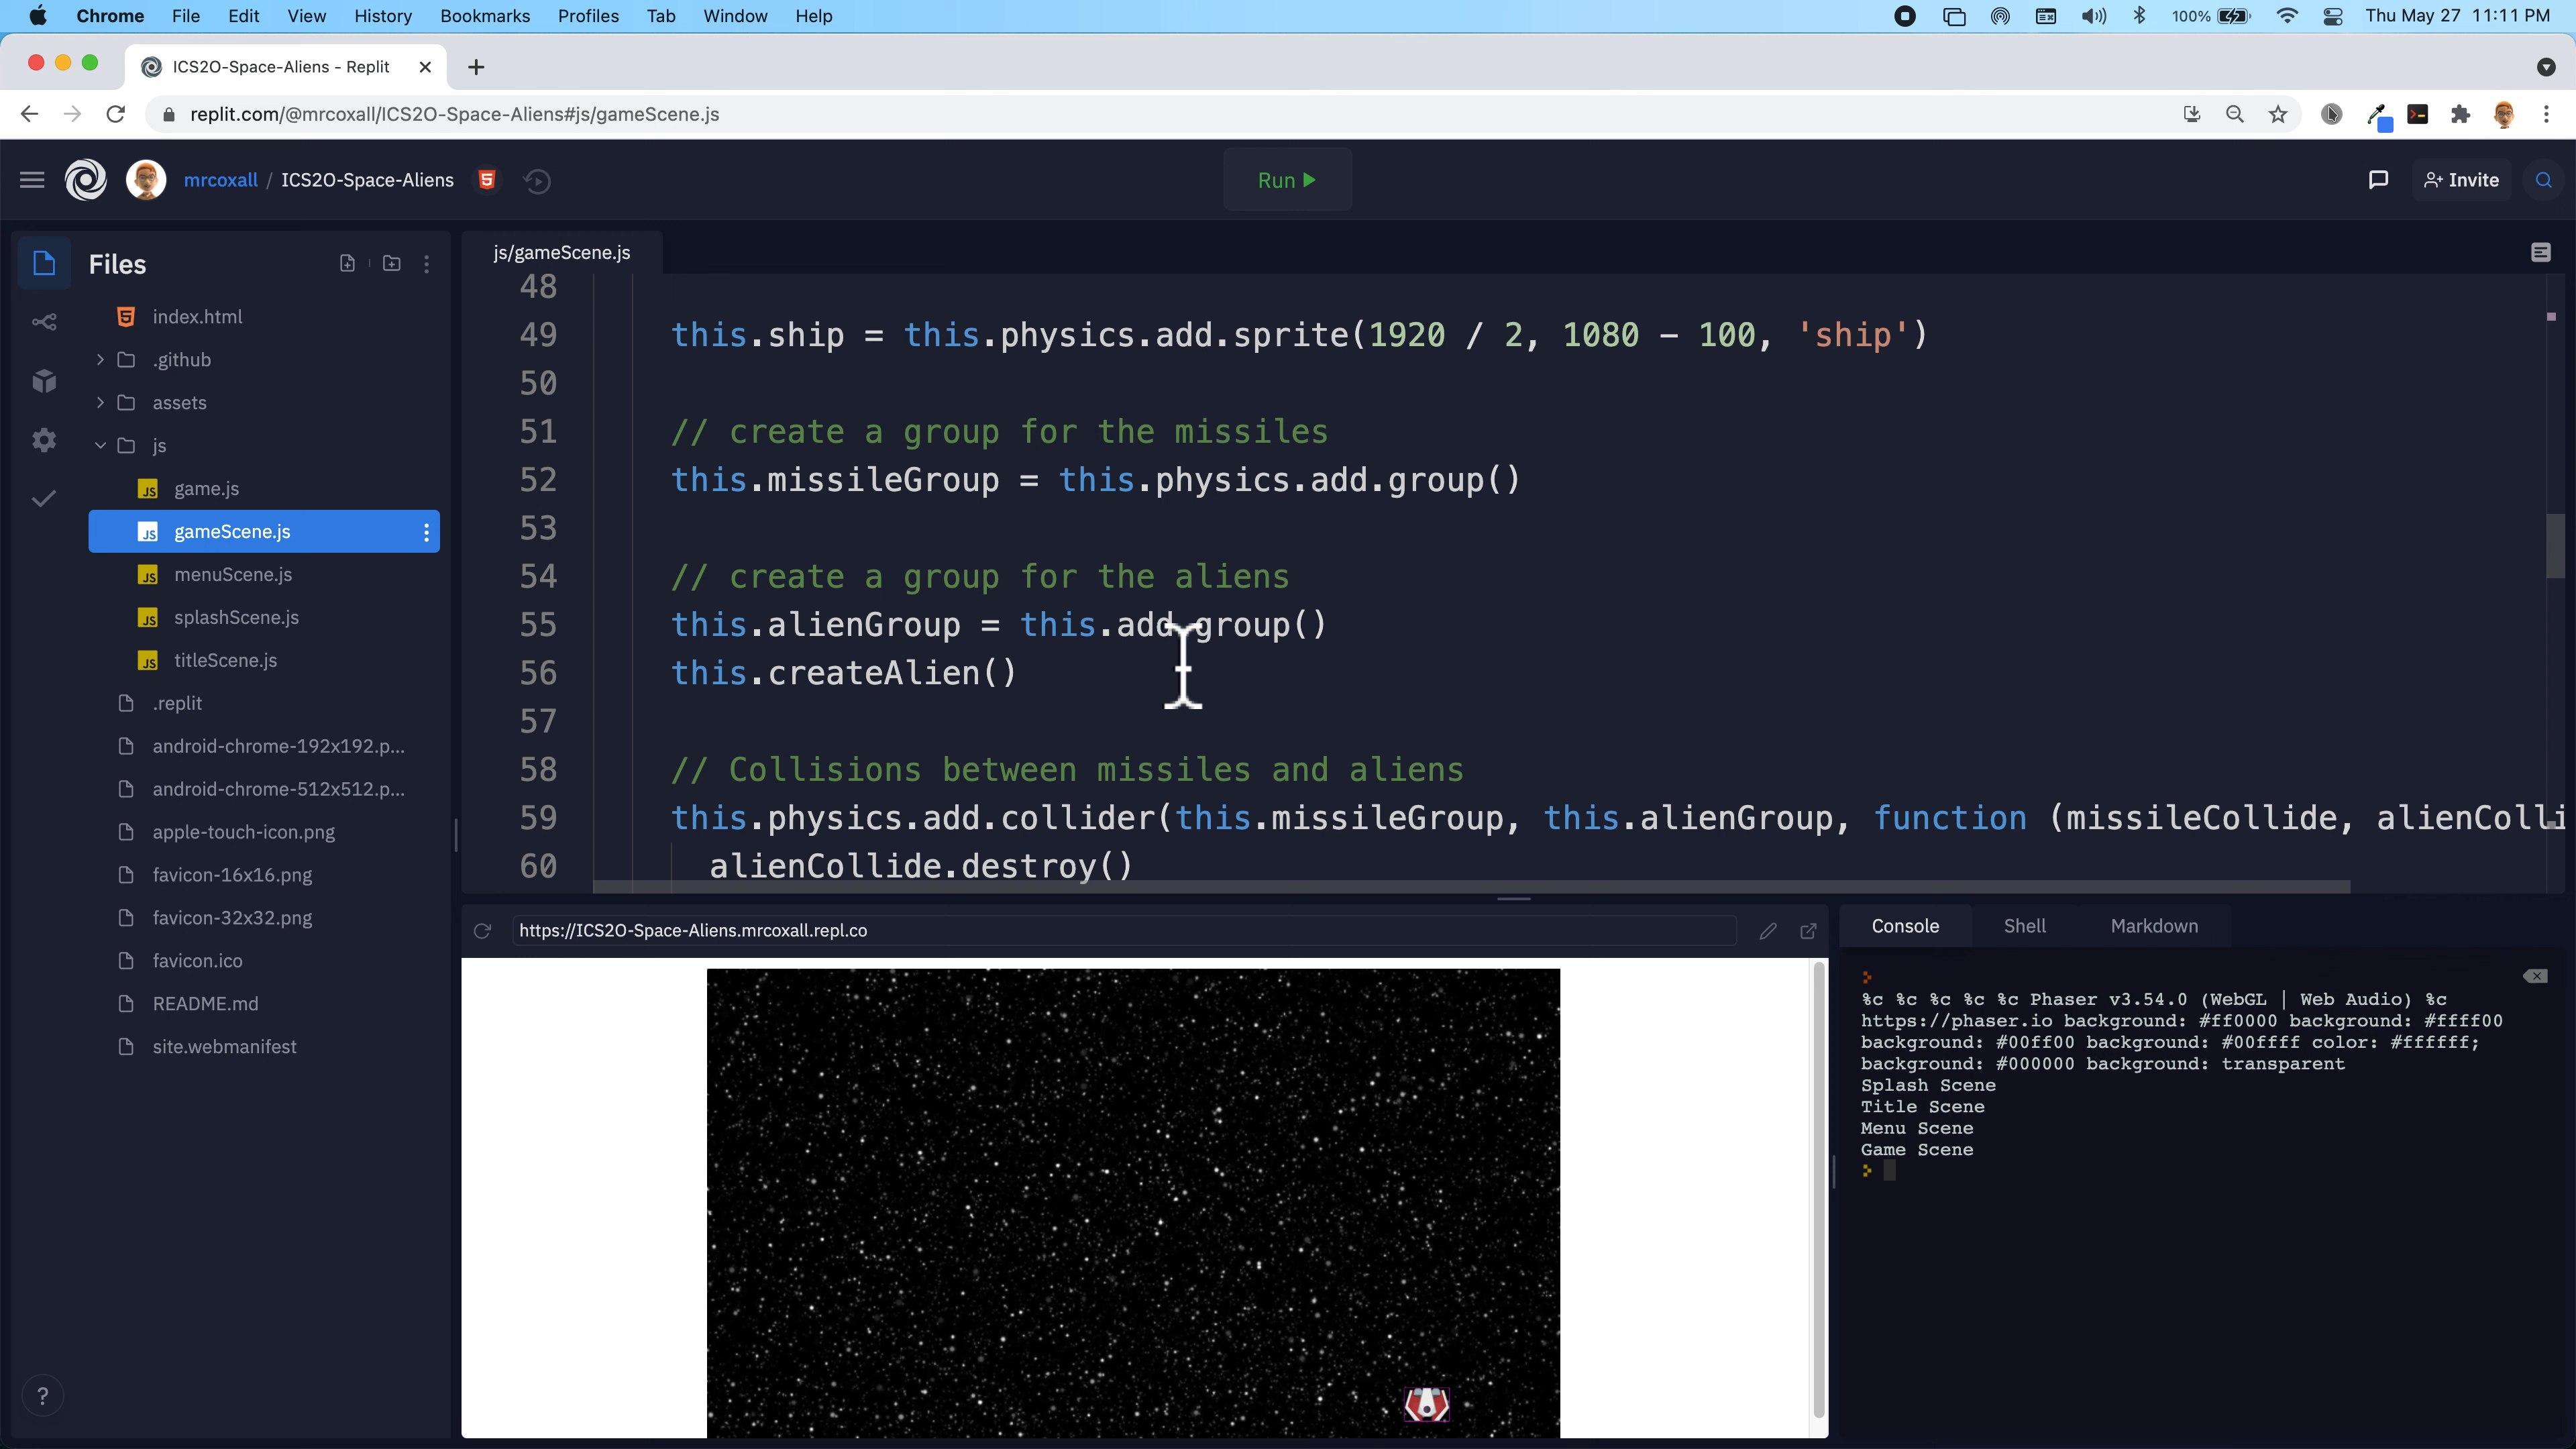 Chrome File Edit View History Bookmarks Profiles Tab Window Help 100% Thu May 27 11:11 PM
ICS2O-Space-Aliens - Replit
replit.com/@mrcoxall/ICS2O-Space-Aliens#js/gameScene.js
mrcoxall / ICS2O-Space-Aliens
Run
Invite
Files
index.html
.github
assets
js
game.js
gameScene.js
menuScene.js
splashScene.js
titleScene.js
.replit
android-chrome-192x192.p...
android-chrome-512x512.p...
apple-touch-icon.png
favicon-16x16.png
favicon-32x32.png
favicon.ico
README.md
site.webmanifest
?
js/gameScene.js
48
49 this.ship = this.physics.add.sprite(1920 / 2, 1080 - 100, 'ship')
50
51 // create a group for the missiles
52 this.missileGroup = this.physics.add.group()
53
54 // create a group for the aliens
55 this.alienGroup = this.add.group()
56 this.createAlien()
57
58 // Collisions between missiles and aliens
59 this.physics.add.collider(this.missileGroup, this.alienGroup, function (missileCollide, alienColli
60 alienCollide.destroy()
https://ICS2O-Space-Aliens.mrcoxall.repl.co
Console Shell Markdown
%c %c %c %c %c Phaser v3.54.0 (WebGL | Web Audio) %c
https://phaser.io background: #ff0000 background: #ffff00
background: #00ff00 background: #00ffff color: #ffffff;
background: #000000 background: transparent
Splash Scene
Title Scene
Menu Scene
Game Scene